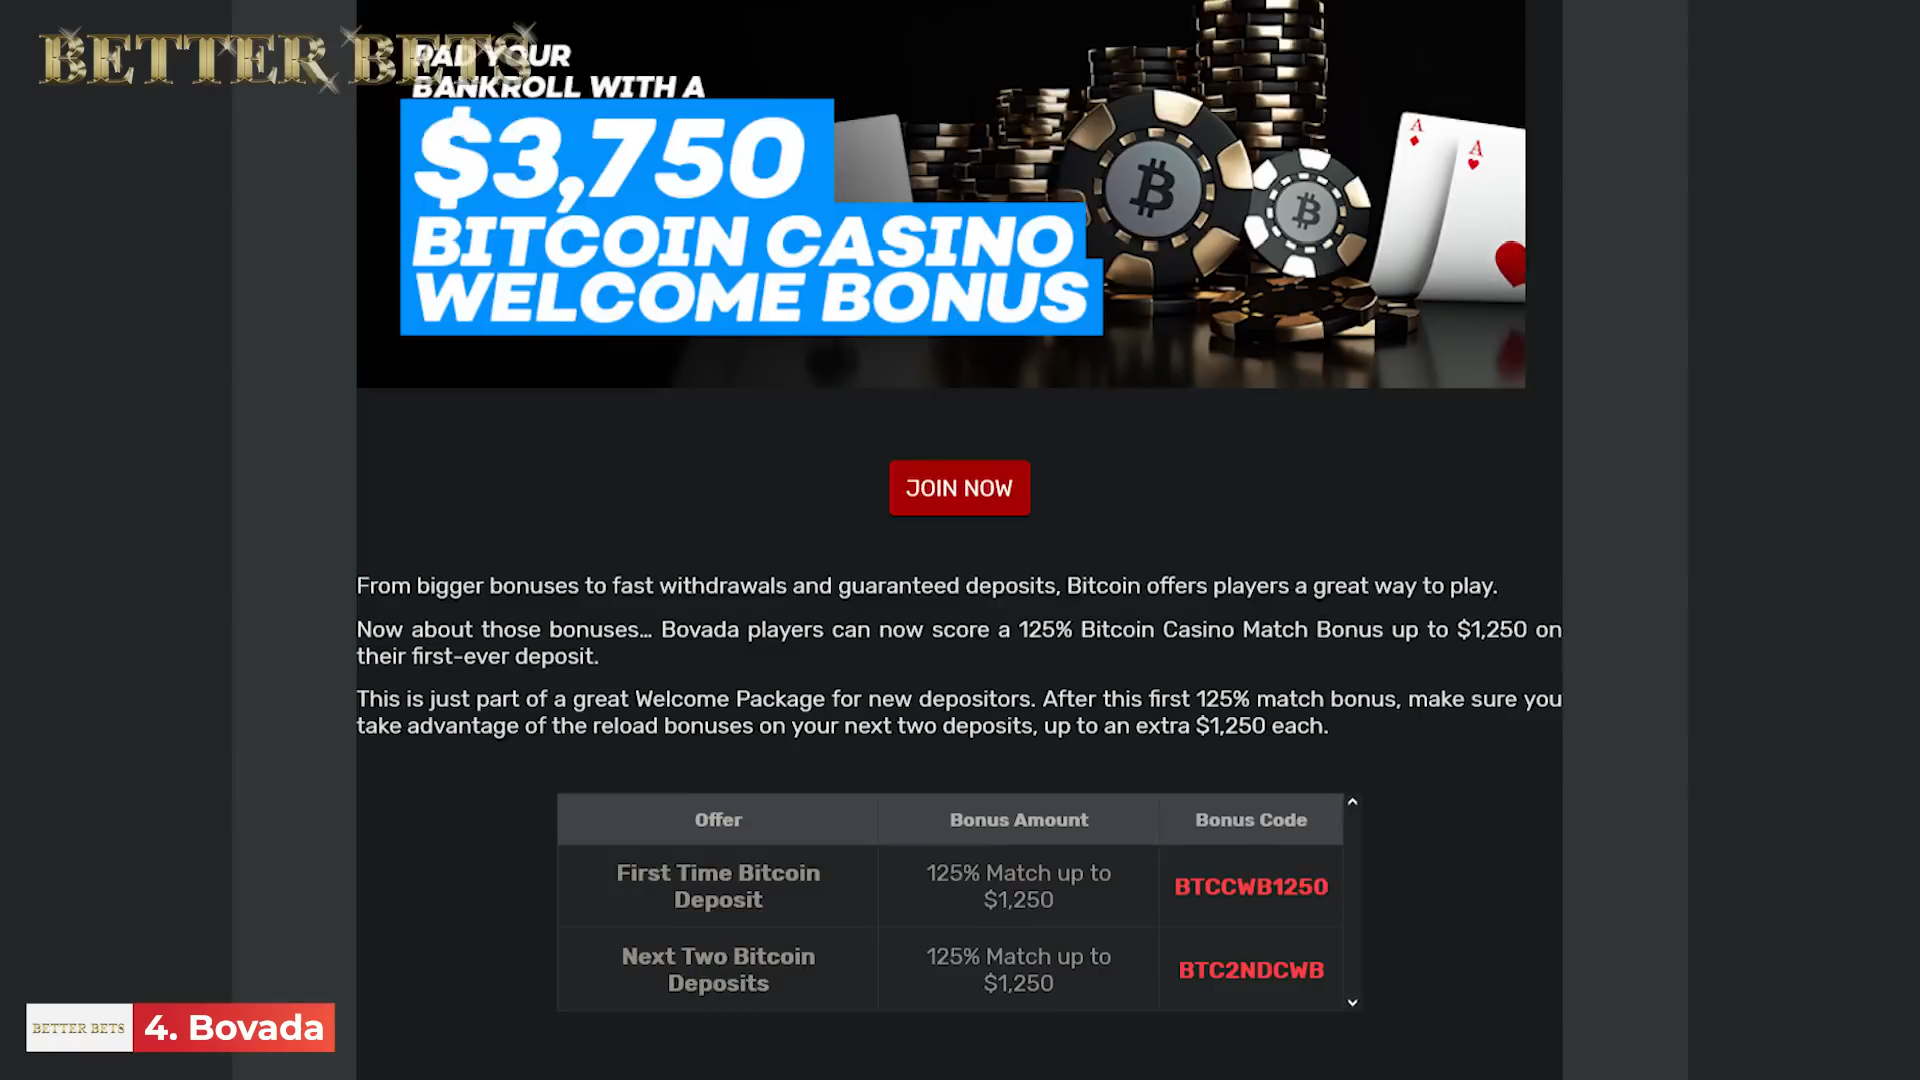 BETTER BETS
PAD YOUR
BANKROLL WITH A
$3,750
BITCOIN CASINO
WELCOME BONUS
A
A
JOIN NOW
From bigger bonuses to fast withdrawals and guaranteed deposits, Bitcoin offers players a great way to play.
Now about those bonuses... Bovada players can now score a 125% Bitcoin Casino Match Bonus up to $1,250 on
their first-ever deposit.
This is just part of a great Welcome Package for new depositors. After this first 125% match bonus, make sure you
take advantage of the reload bonuses on your next two deposits, up to an extra $1,250 each.
Offer Bonus Amount Bonus Code
First Time Bitcoin
Deposit
125% Match up to
$1,250
BTCCWB1250
Next Two Bitcoin
Deposits
125% Match up to
$1,250
BTC2NDCWB
BETTER BETS
4. Bovada